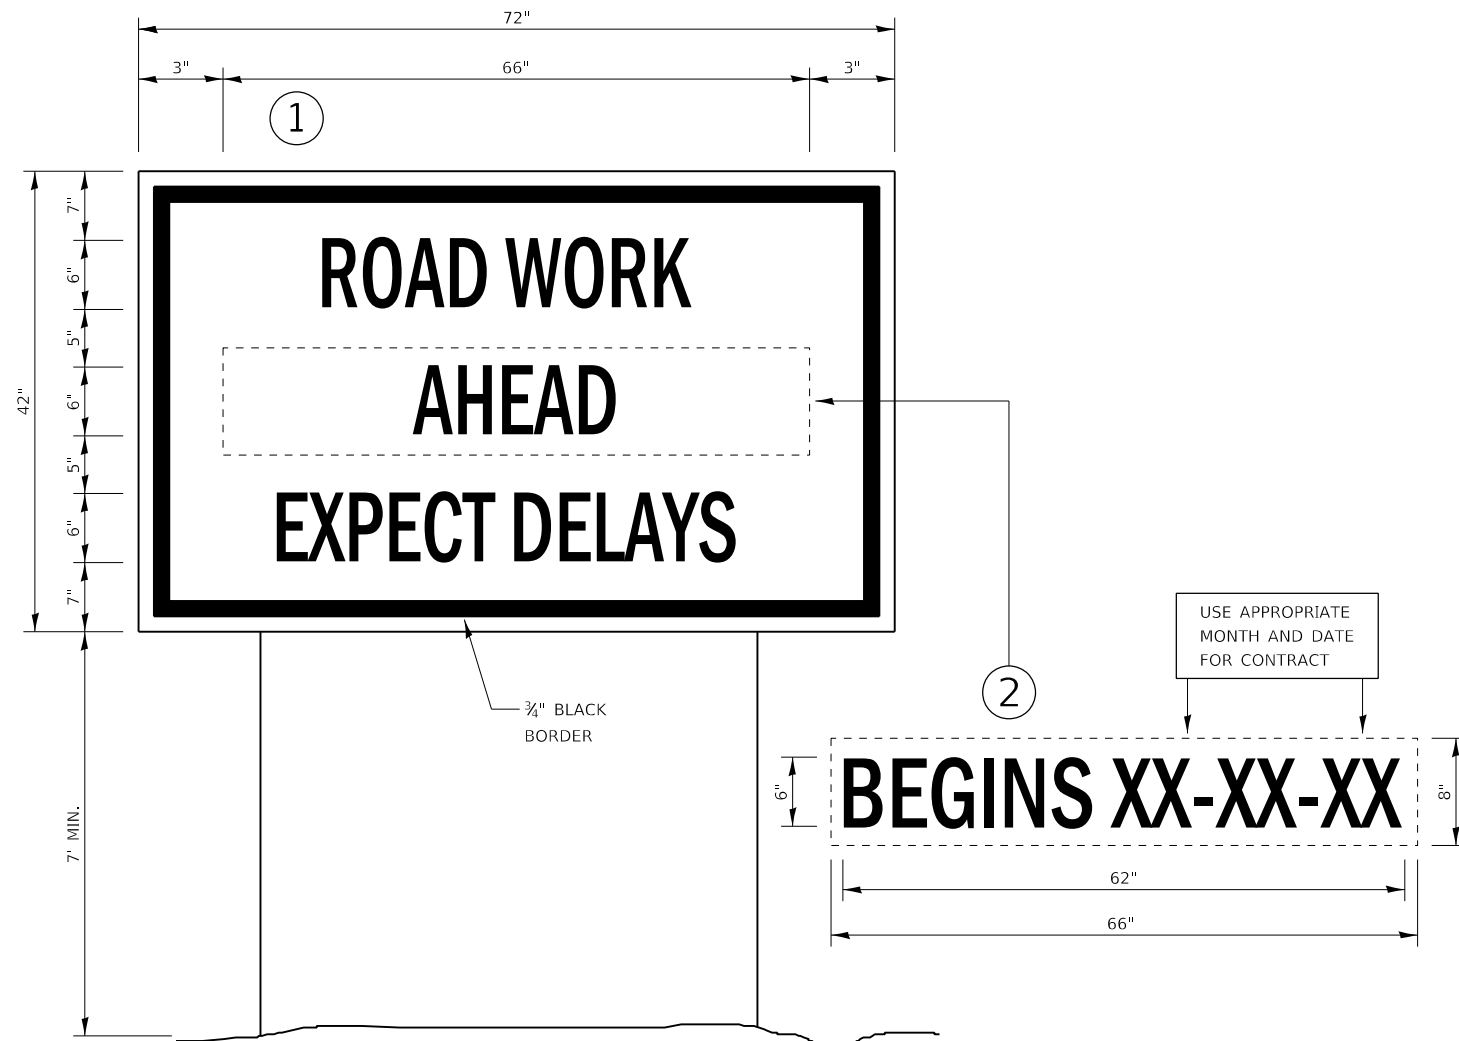 72"
3"
66"
3"
1
7"
6"
5"
6"
5"
6"
7"
42"
ROAD WORK
AHEAD
EXPECT DELAYS
¾" BLACK
BORDER
7' MIN.
2
USE APPROPRIATE
MONTH AND DATE
FOR CONTRACT
6"
BEGINS XX-XX-XX
8"
62"
66"